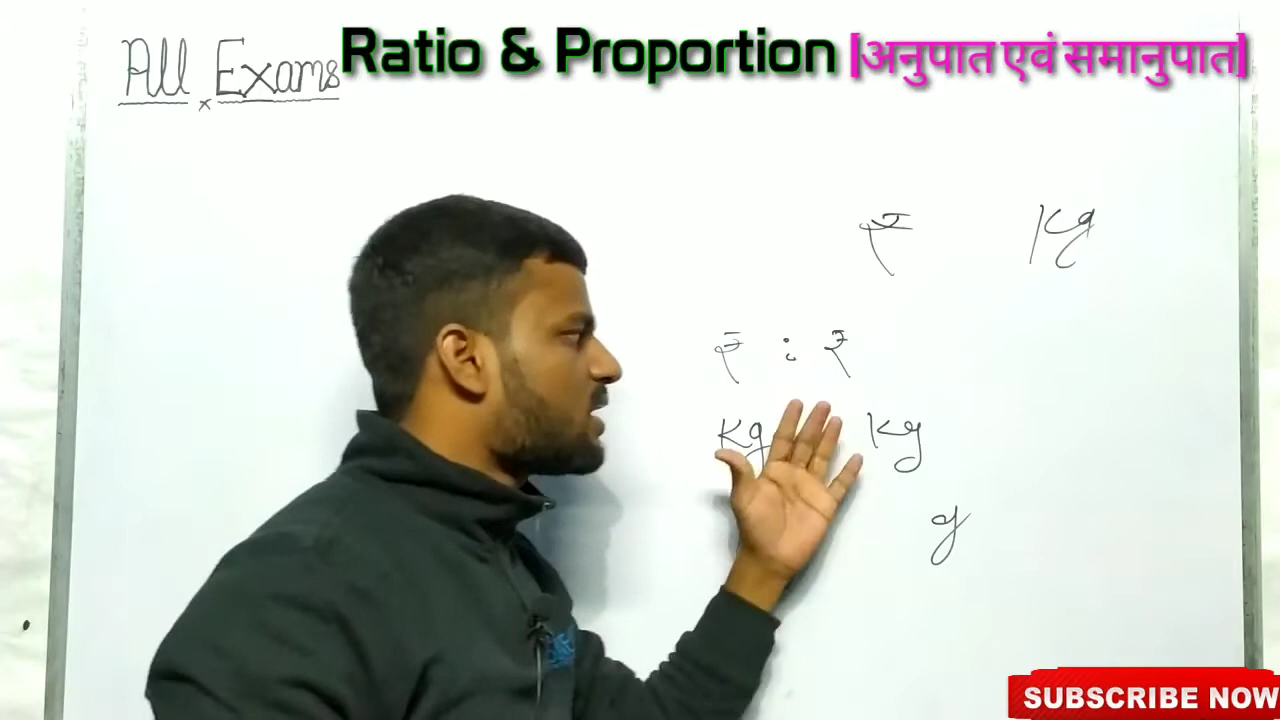 All Exams Ratio & Proportion [अनुपात एवं समानुपात]
₹ Kg
₹ : ₹
Kg Kg
g
SUBSCRIBE NOW